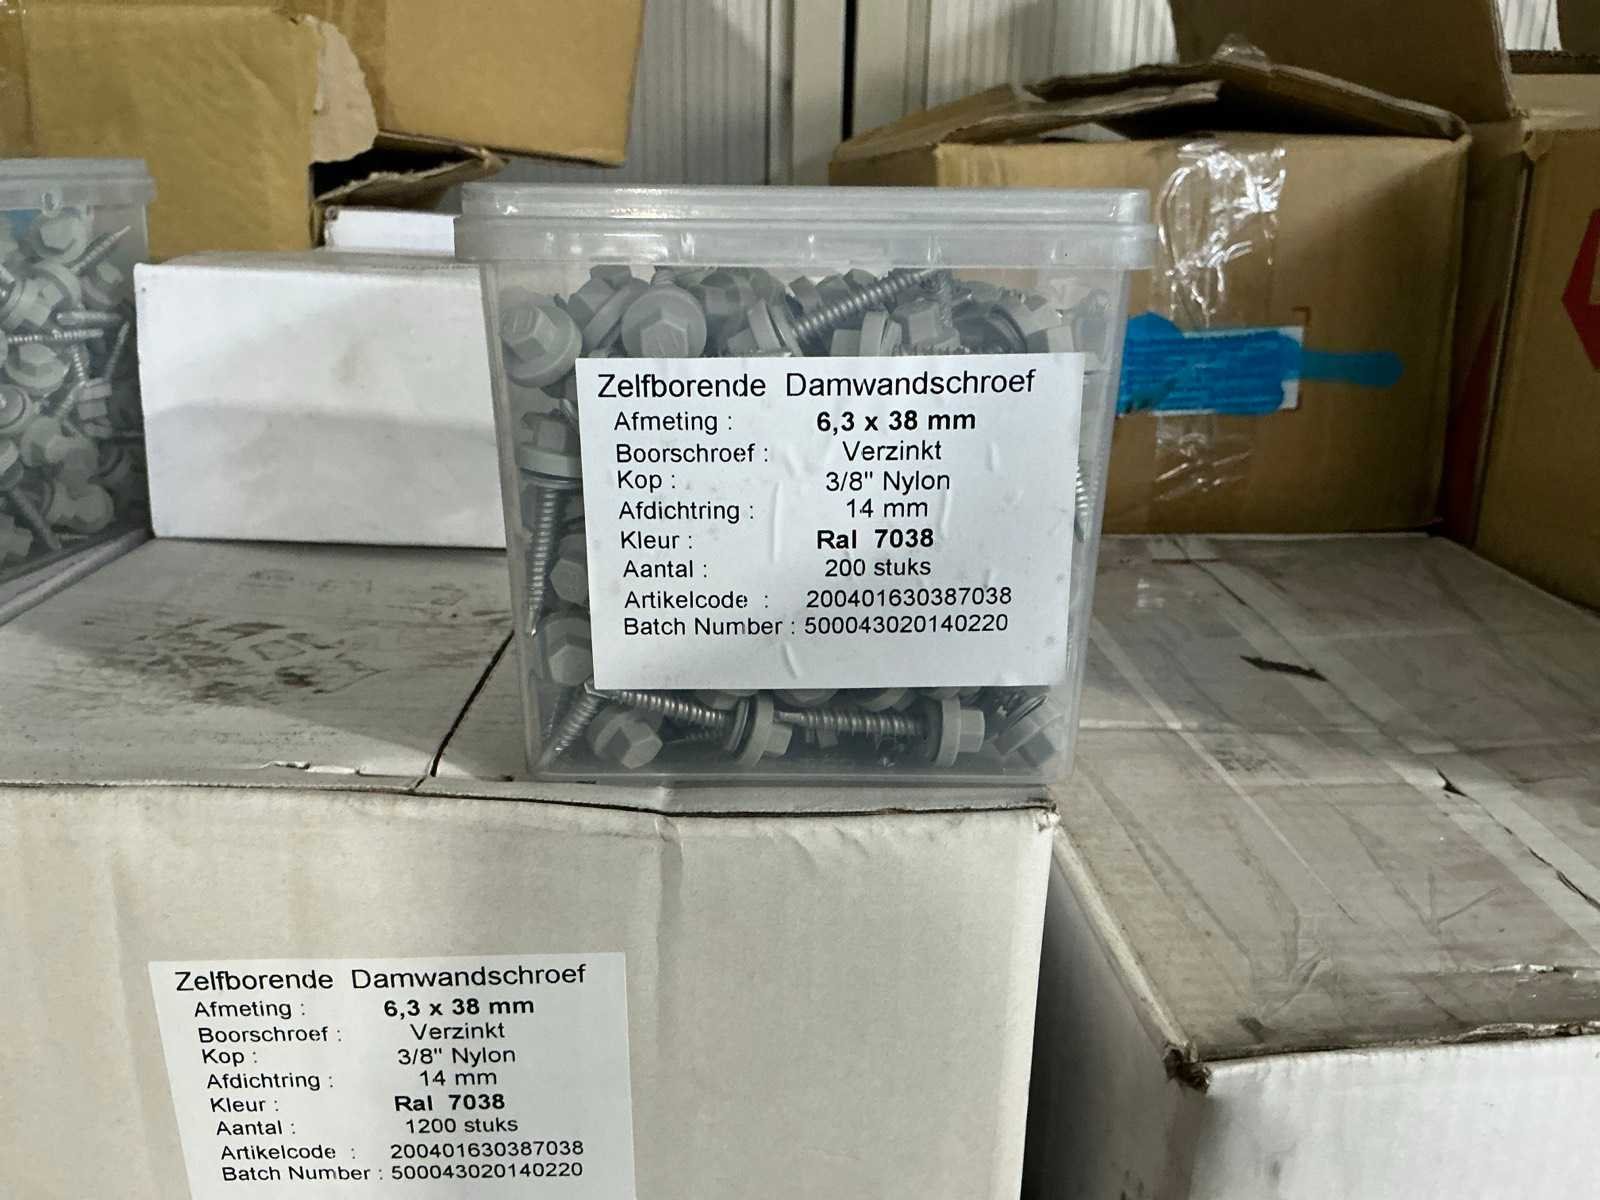 Zelfborende Damwandschroef
Afmeting : 6,3 x 38 mm
Boorschroef : Verzinkt
Kop : 3/8" Nylon
Afdichtring : 14 mm
Kleur : Ral 7038
Aantal : 200 stuks
Artikelcode : 200401630387038
Batch Number : 500043020140220
Zelfborende Damwandschroef
Afmeting : 6,3 x 38 mm
Boorschroef : Verzinkt
Kop : 3/8" Nylon
Afdichtring : 14 mm
Kleur : Ral 7038
Aantal : 1200 stuks
Artikelcode : 200401630387038
Batch Number : 500043020140220